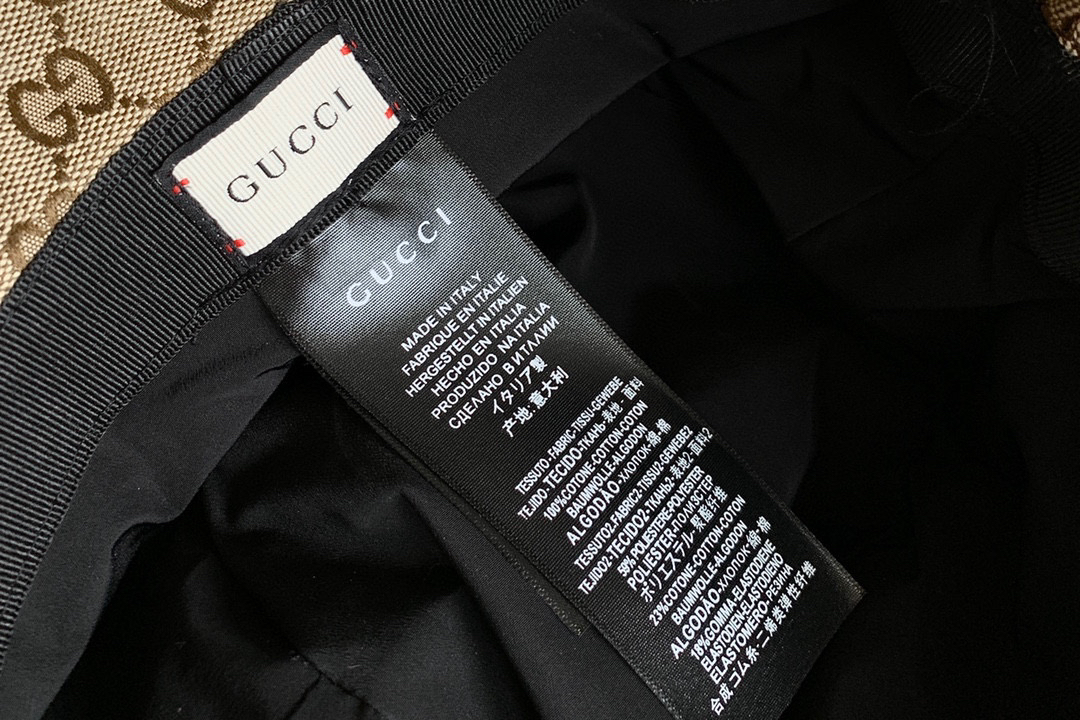 GUCCI
GUCCI
MADE IN ITALY
FABRIQUE EN ITALIE
HERGESTELLT IN ITALIEN
HECHO EN ITALIA
PRODUZIDO NA ITALIA
СДЕЛАНО В ИТАЛИИ
イタリア製
产地:意大利
TESSUTO-FABRIC-TISSU-GEWEBE
TEJIDO-TECIDO-ТКАНЬ-表地-面料
100%COTONE-COTTON-COTON
BAUMWOLLE-ALGODON
ALGODÃO-ХЛОПОК-綿-棉
TESSUTO2-FABRIC2-TISSU2-GEWEBE2
TEJIDO2-TECIDO2-ТКАНЬ2-表地2-面料2
59% POLIESTERE-POLYESTER
POLIESTER-ПОЛИЭСТЕР
ポリエステル-聚酯纤维
23%COTONE-COTTON-COTON
BAUMWOLLE-ALGODON
ALGODÃO-ХЛОПОК-綿-棉
18%GOMMA-ELASTODIENE
ELASTODIEN-ELASTODIENO
ELASTOMERO-РЕЗИНА
合成ゴム糸-二烯类弹性纤维